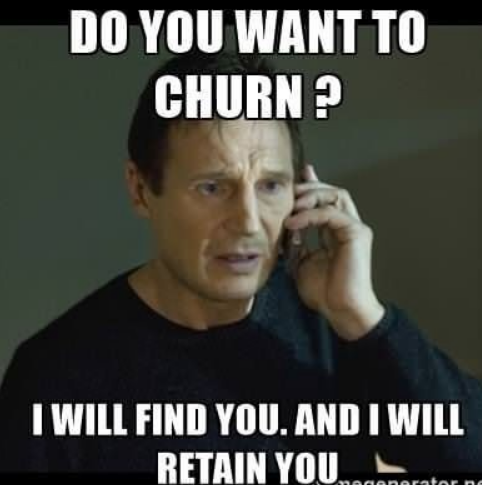 DO YOU WANT TO
CHURN ?
I WILL FIND YOU. AND I WILL
RETAIN YOU